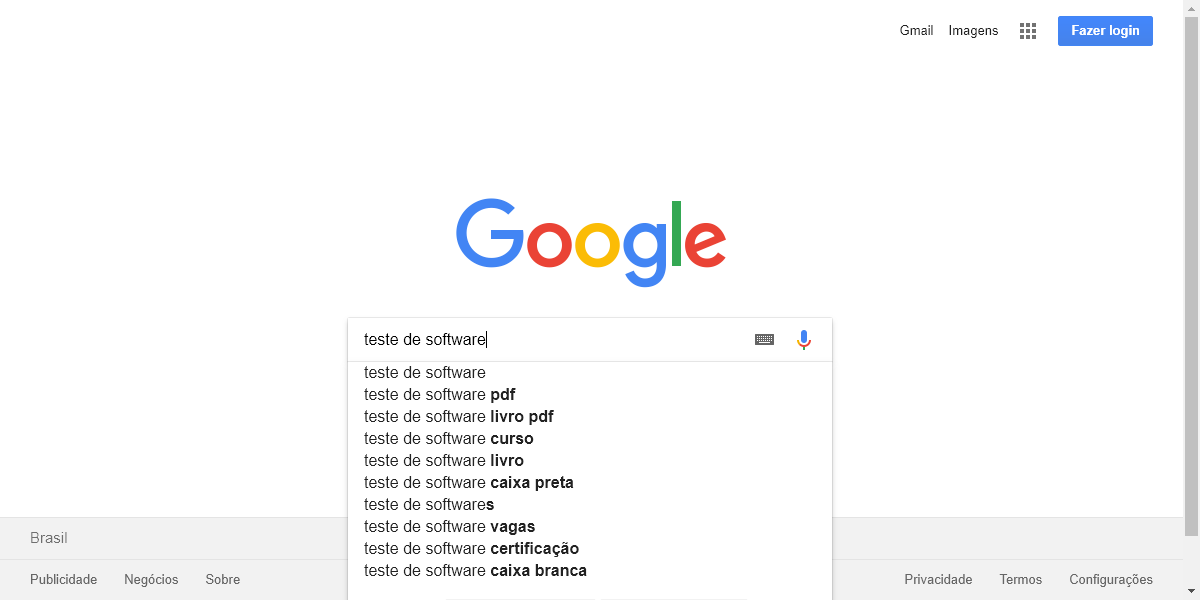 Gmail Imagens Fazer login
Google
teste de software
teste de software
teste de software pdf
teste de software livro pdf
teste de software curso
teste de software livro
teste de software caixa preta
teste de softwares
teste de software vagas
teste de software certificação
teste de software caixa branca
Brasil
Publicidade Negócios Sobre Privacidade Termos Configurações